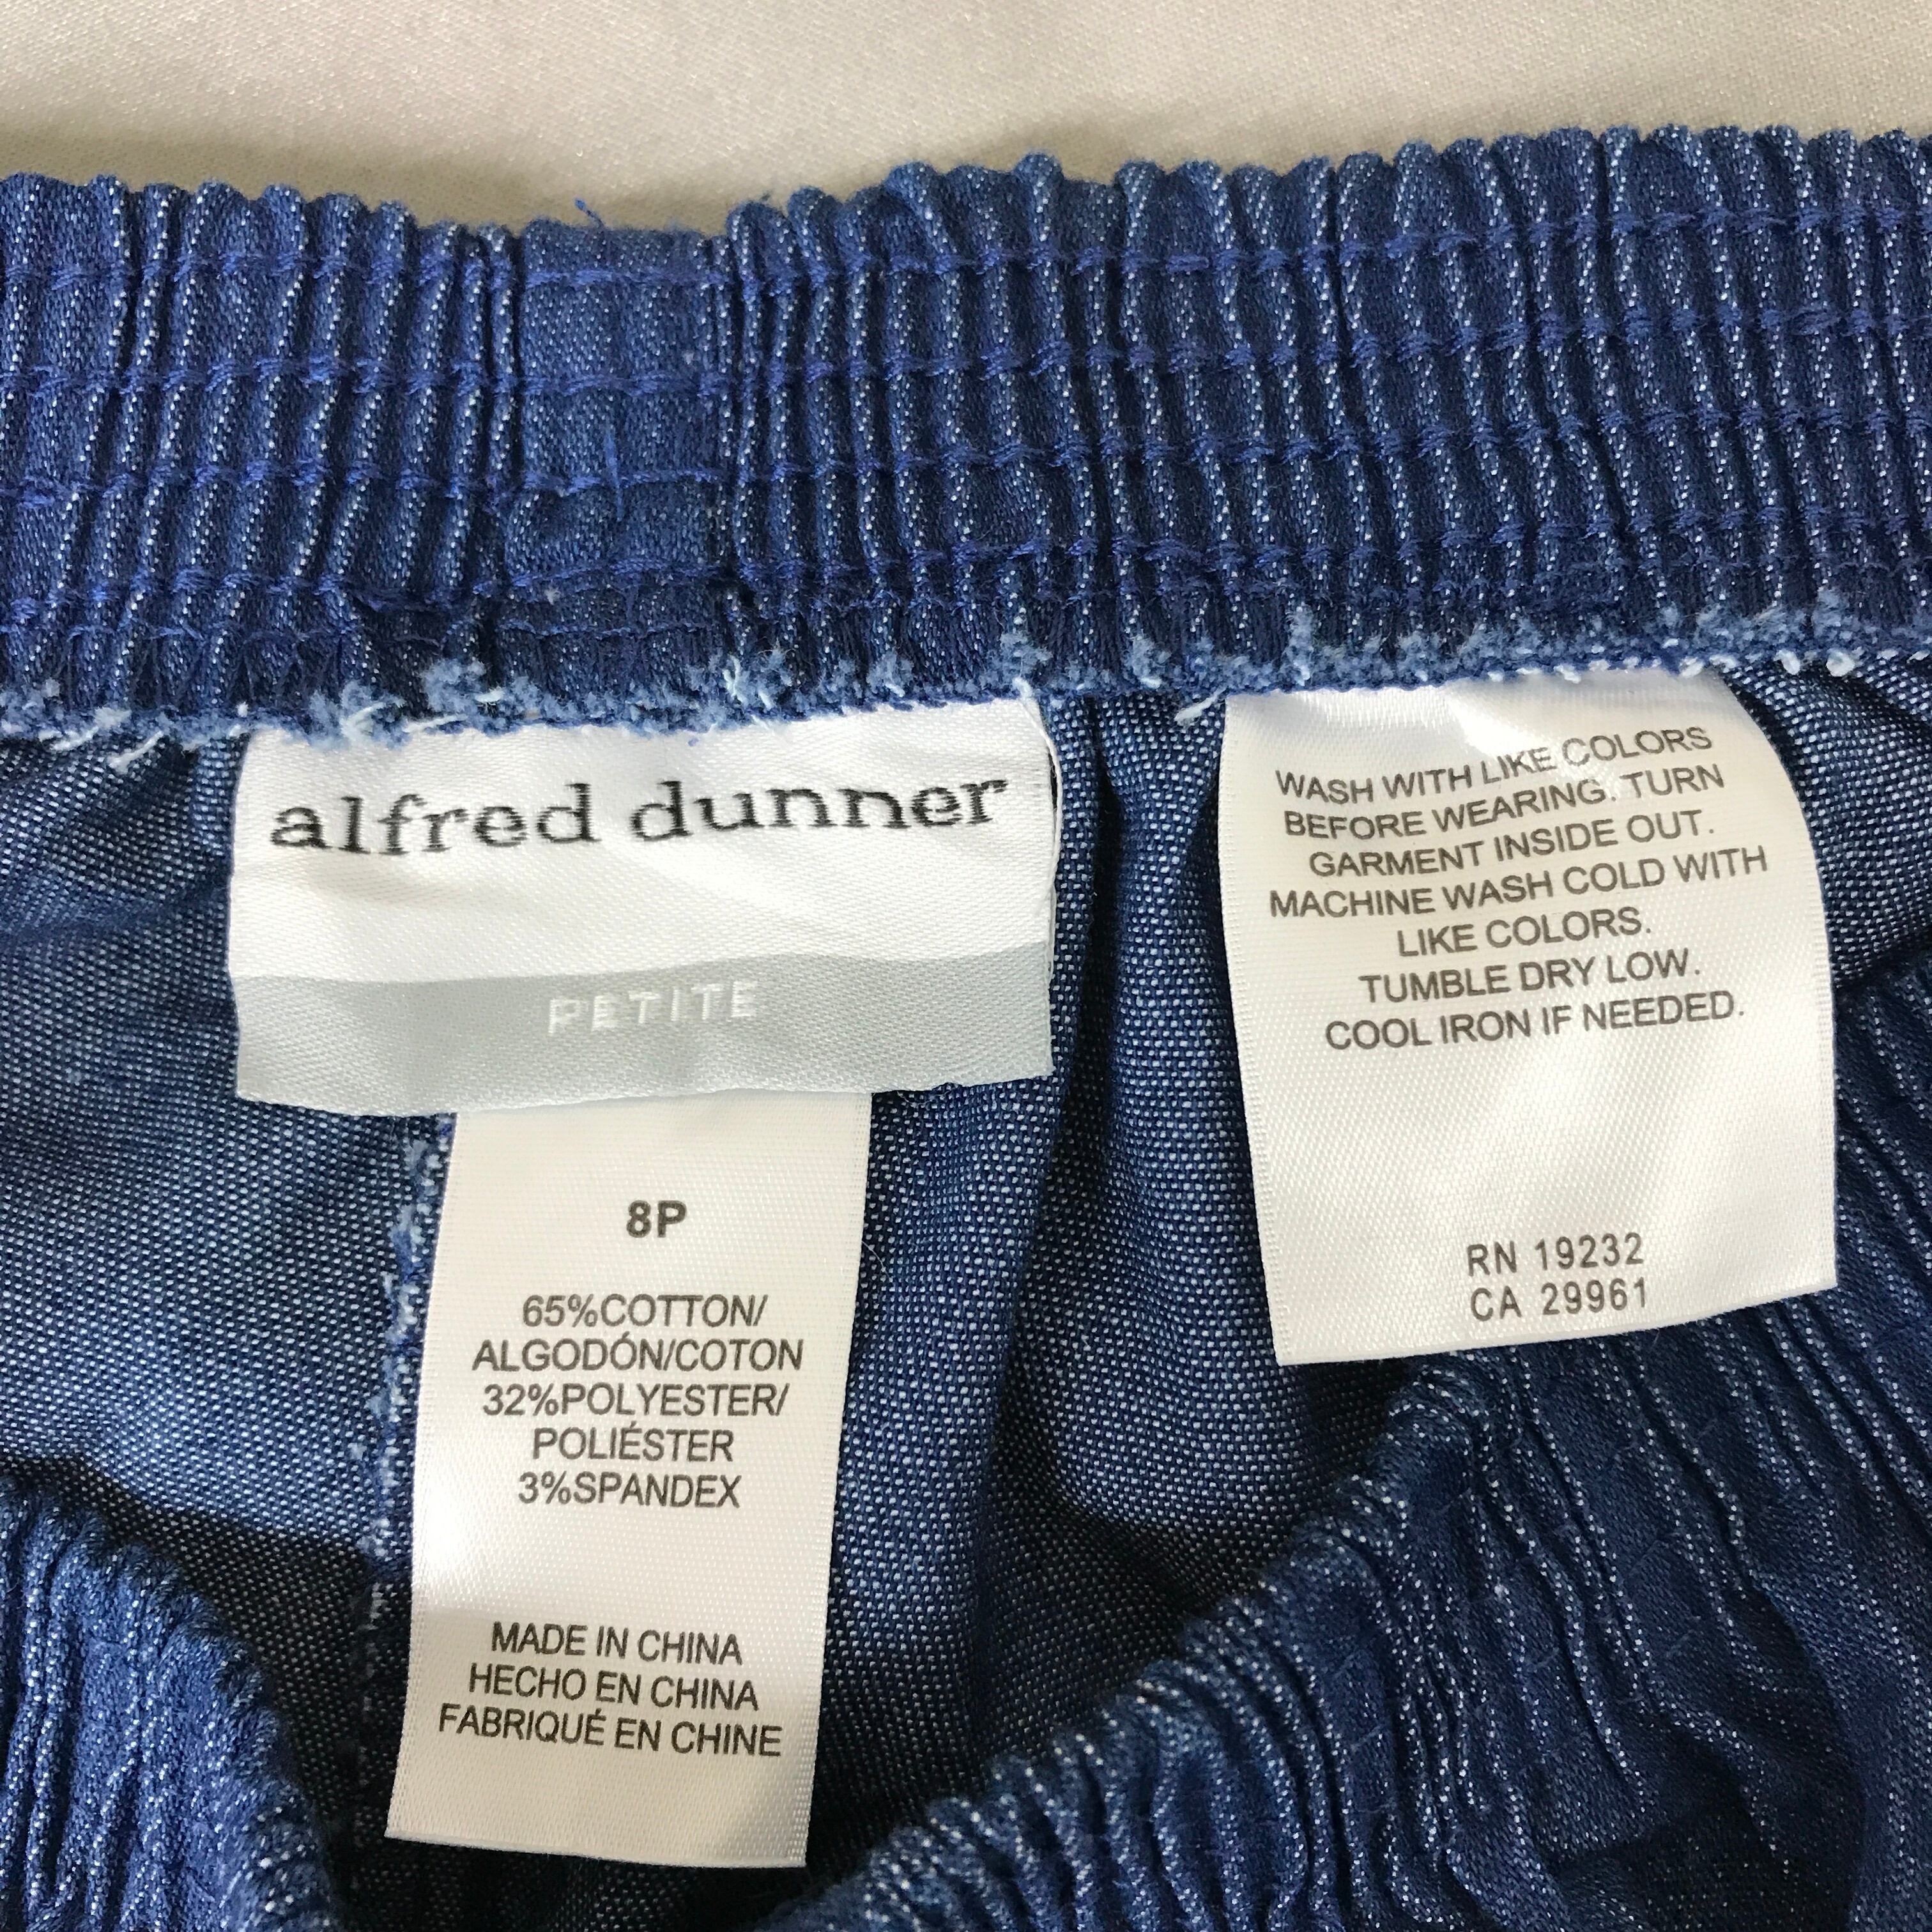 alfred dunner
PETITE
8P
65%COTTON/
ALGODÓN/COTON
32%POLYESTER/
POLIÉSTER
3%SPANDEX
MADE IN CHINA
HECHO EN CHINA
FABRIQUÉ EN CHINE
WASH WITH LIKE COLORS
BEFORE WEARING. TURN
GARMENT INSIDE OUT.
MACHINE WASH COLD WITH
LIKE COLORS.
TUMBLE DRY LOW.
COOL IRON IF NEEDED.
RN 19232
CA 29961